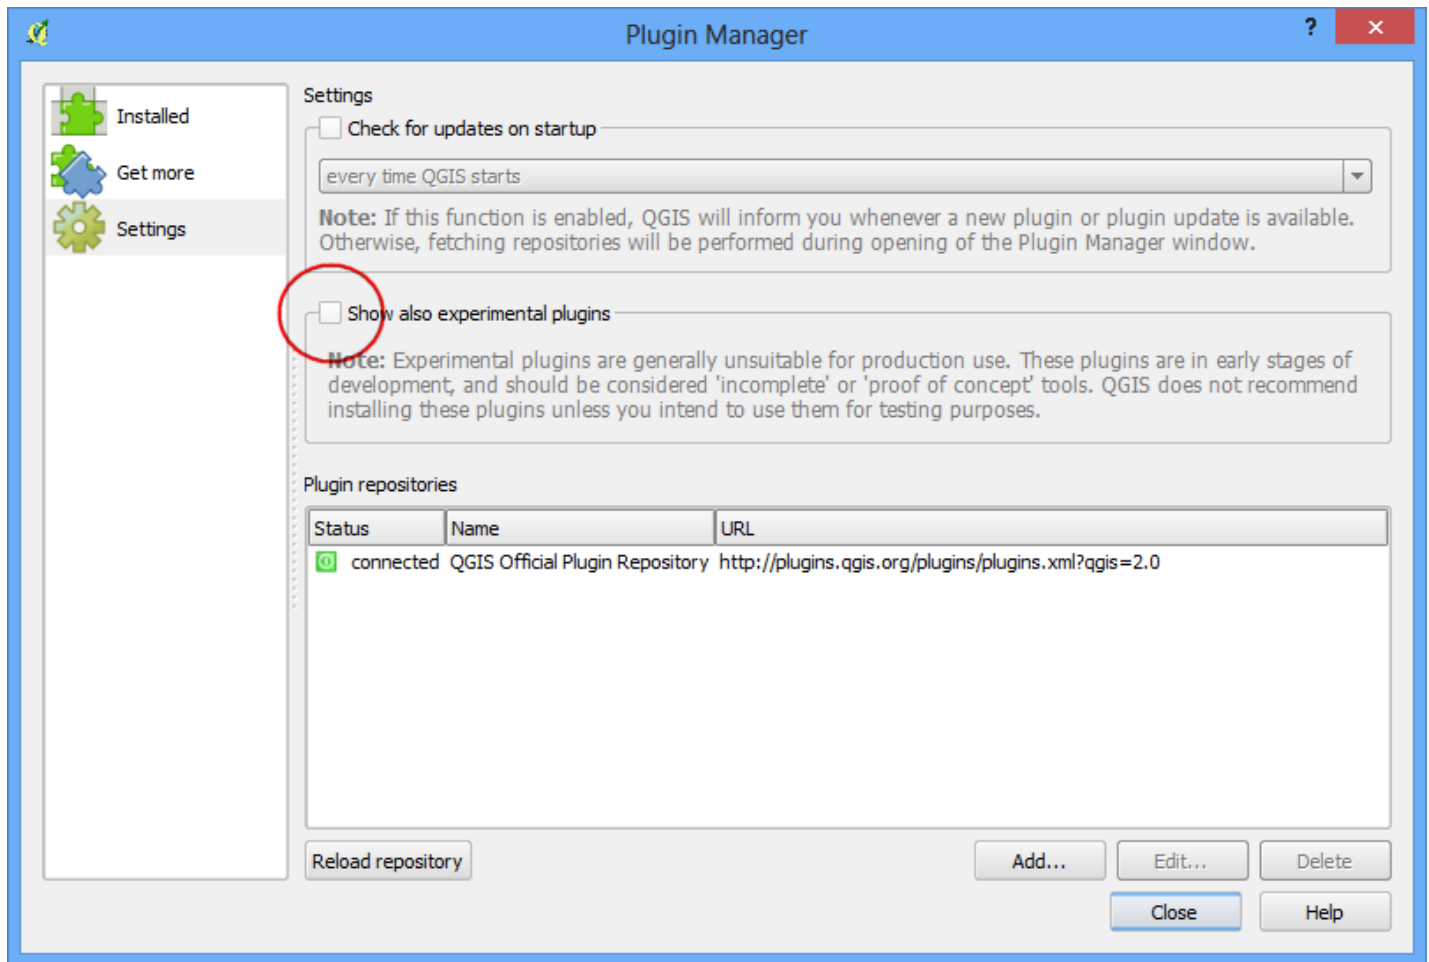 Plugin Manager
?
Installed
Get more
Settings
Settings
Check for updates on startup
every time QGIS starts
Note: If this function is enabled, QGIS will inform you whenever a new plugin or plugin update is available.
Otherwise, fetching repositories will be performed during opening of the Plugin Manager window.
Show also experimental plugins
Note: Experimental plugins are generally unsuitable for production use. These plugins are in early stages of
development, and should be considered 'incomplete' or 'proof of concept' tools. QGIS does not recommend
installing these plugins unless you intend to use them for testing purposes.
Plugin repositories
Status Name URL
connected QGIS Official Plugin Repository http://plugins.qgis.org/plugins/plugins.xml?qgis=2.0
Reload repository Add... Edit... Delete
Close Help